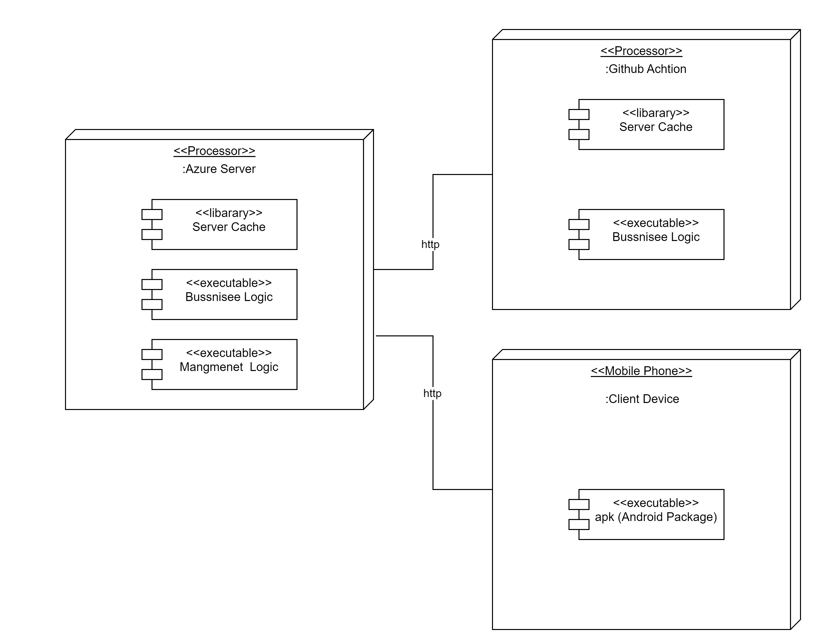 <<Processor>>
:Azure Server
<<libarary>>
Server Cache
<<executable>>
Bussnisee Logic
<<executable>>
Mangmenet  Logic
http
http
<<Processor>>
:Github Achtion
<<libarary>>
Server Cache
<<executable>>
Bussnisee Logic
<<Mobile Phone>>
:Client Device
<<executable>>
apk (Android Package)